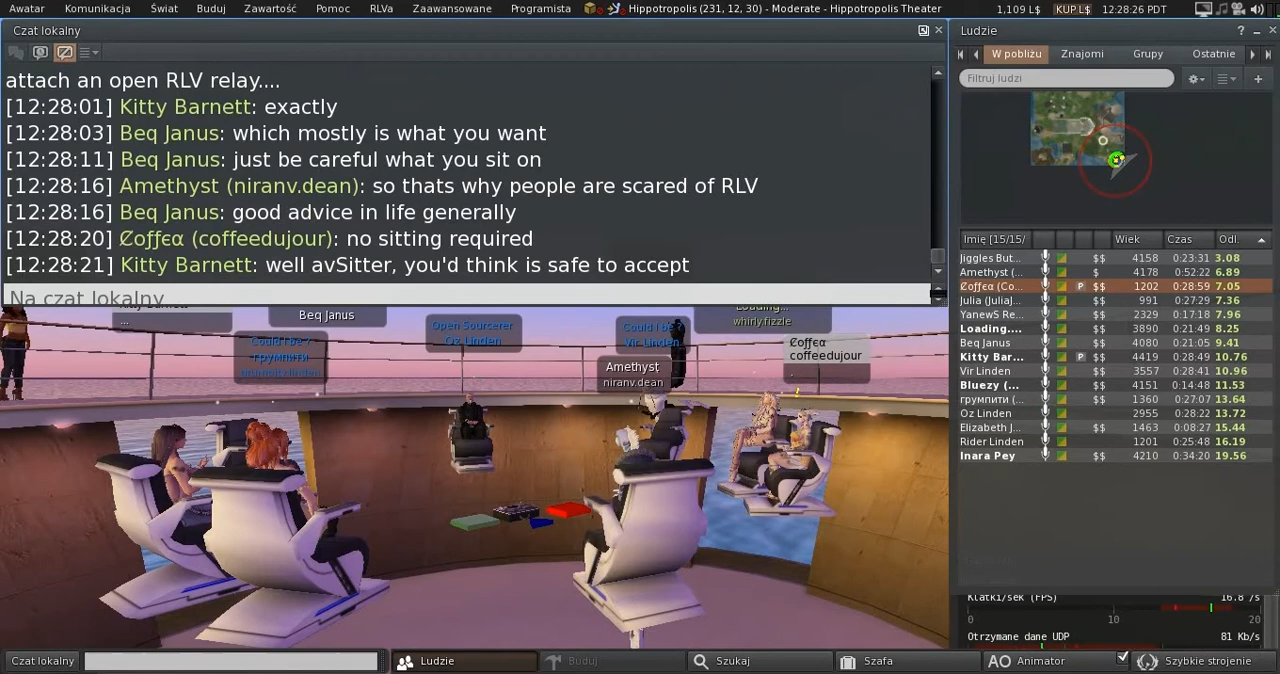 Awatar Komunikacja Świat Buduj Zawartość Pomoc RLVa Zaawansowane Programista Hippotropolis (231, 12, 30) - Moderate - Hippotropolis Theater 1,109 L$ KUP L$ 12:28:26 PDT
Czat lokalny
attach an open RLV relay....
[12:28:01] Kitty Barnett: exactly
[12:28:03] Beq Janus: which mostly is what you want
[12:28:11] Beq Janus: just be careful what you sit on
[12:28:16] Amethyst (niranv.dean): so thats why people are scared of RLV
[12:28:16] Beq Janus: good advice in life generally
[12:28:20] Ȼoƒƒєα (coffeedujour): no sitting required
[12:28:21] Kitty Barnett: well avSitter, you'd think is safe to accept
Na czat lokalny
Ludzie
W pobliżu Znajomi Grupy Ostatnie
Filtruj ludzi
Imię [15/15/ Wiek Czas Odl.
Jiggles But... $$ 4158 0:23:31 3.08
Amethyst (... $ 4178 0:52:22 6.89
Ȼoƒƒєα (Co... P $$ 1202 0:28:59 7.05
Julia (JuliaJ... $$ 991 0:27:29 7.36
YanewS Re... $$ 2329 0:17:18 7.96
Loading.... $$ 3890 0:21:49 8.25
Beq Janus $$ 4080 0:21:05 9.41
Kitty Bar... P $$ 4419 0:28:49 10.76
Vir Linden $$ 3557 0:28:41 10.96
Bluezy (... $$ 4151 0:14:48 11.53
грумпити (... $$ 1360 0:27:07 13.64
Oz Linden 2955 0:28:22 13.72
Elizabeth J... $$ 1463 0:08:27 15.44
Rider Linden 1201 0:25:48 16.19
Inara Pey $$ 4210 0:34:20 19.56
Kitty Barnett
...
Beq Janus
Could I be ?
грумпити
grumpity.linden
Open Sourcerer
Oz Linden
Could I be ?
Vir Linden
Amethyst
niranv.dean
Loading...
whirly.fizzle
Ȼoƒƒєα
coffeedujour
Klatki/sek (FPS) 16.8 /s
0 10 20
Otrzymane dane UDP 81 Kb/s
Czat lokalny Ludzie Buduj Szukaj Szafa AO Animator Szybkie strojenie